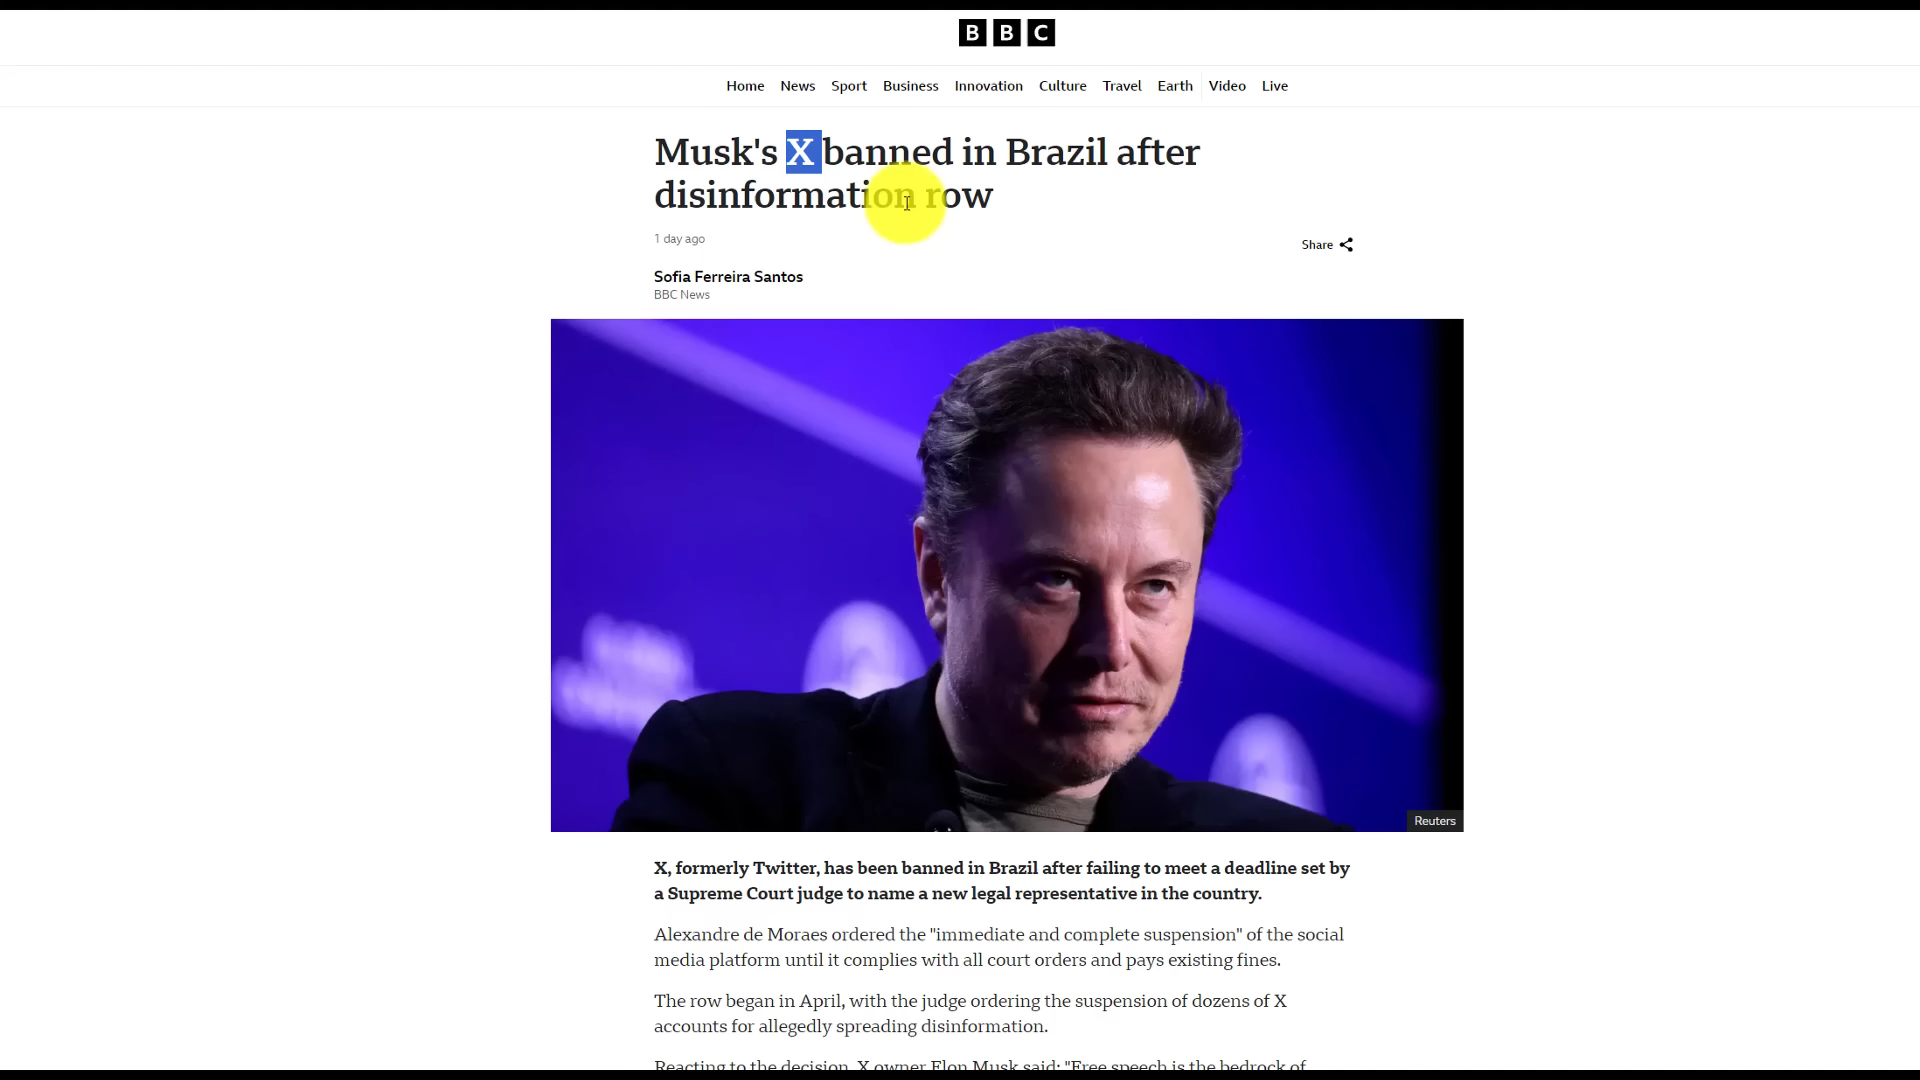 BBC
Home News Sport Business Innovation Culture Travel Earth Video Live
Musk's X banned in Brazil after
disinformation row
1 day ago
Share
Sofia Ferreira Santos
BBC News
Reuters
X, formerly Twitter, has been banned in Brazil after failing to meet a deadline set by
a Supreme Court judge to name a new legal representative in the country.
Alexandre de Moraes ordered the "immediate and complete suspension" of the social
media platform until it complies with all court orders and pays existing fines.
The row began in April, with the judge ordering the suspension of dozens of X
accounts for allegedly spreading disinformation.
Reacting to the decision, X owner Elon Musk said: "Free speech is the bedrock of